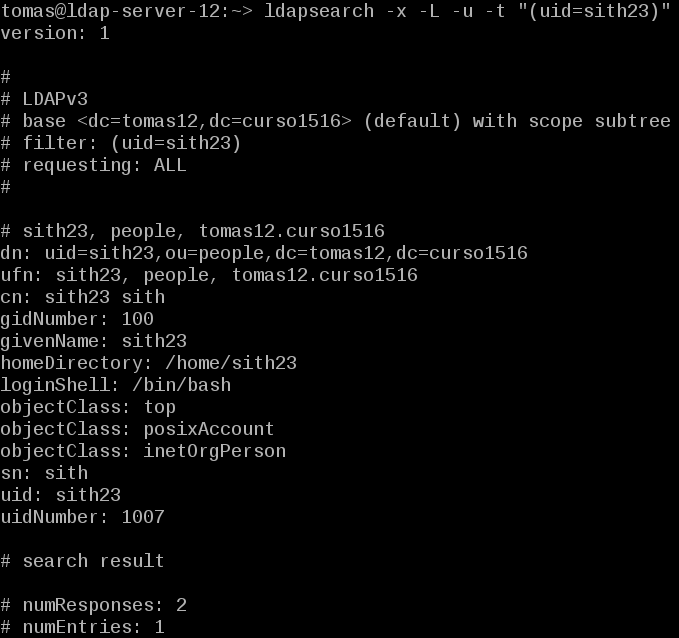 tomas@ldap-server-12:~> ldapsearch -x -L -u -t "(uid=sith23)"
version: 1
#
# LDAPv3
# base <dc=tomas12,dc=curso1516> (default) with scope subtree
# filter: (uid=sith23)
# requesting: ALL
#
# sith23, people, tomas12.curso1516
dn: uid=sith23,ou=people,dc=tomas12,dc=curso1516
ufn: sith23, people, tomas12.curso1516
cn: sith23 sith
gidNumber: 100
givenName: sith23
homeDirectory: /home/sith23
loginShell: /bin/bash
objectClass: top
objectClass: posixAccount
objectClass: inetOrgPerson
sn: sith
uid: sith23
uidNumber: 1007
# search result
# numResponses: 2
# numEntries: 1